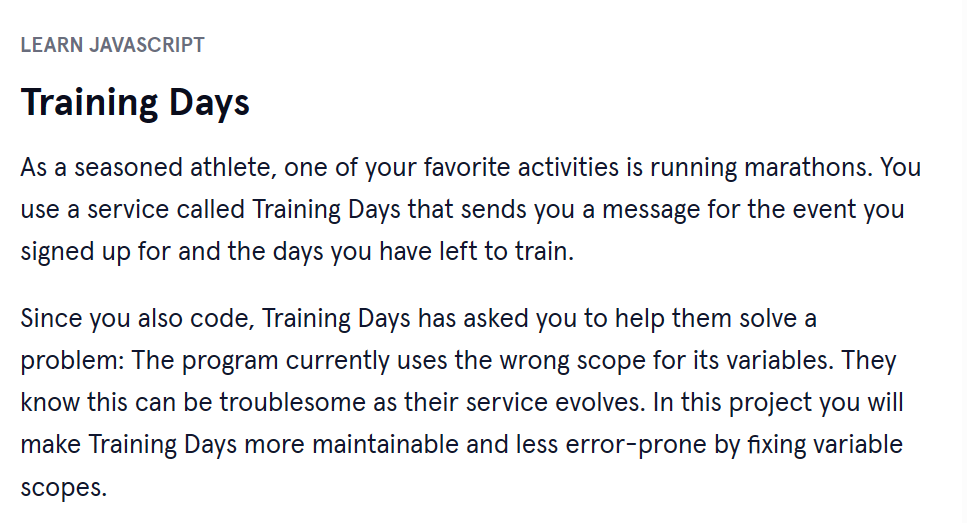 LEARN JAVASCRIPT
Training Days
As a seasoned athlete, one of your favorite activities is running marathons. You
use a service called Training Days that sends you a message for the event you
signed up for and the days you have left to train.
Since you also code, Training Days has asked you to help them solve a
problem: The program currently uses the wrong scope for its variables. They
know this can be troublesome as their service evolves. In this project you will
make Training Days more maintainable and less error-prone by fixing variable
scopes.